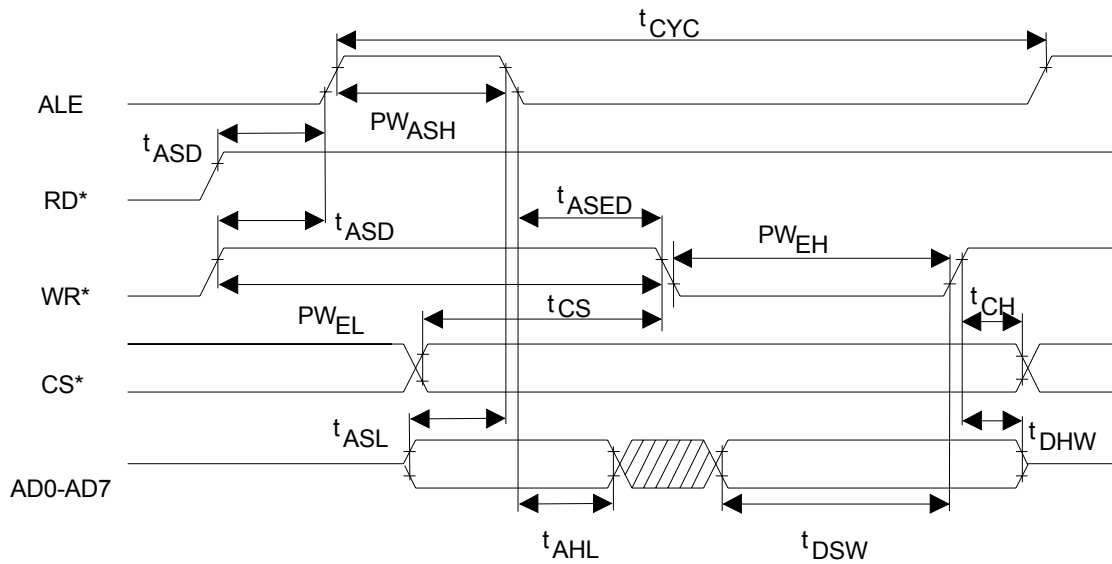 tCYC
ALE
PWASH
tASD
RD*
tASED
tASD
PWEH
WR*
tCS
tCH
PWEL
CS*
tASL
tDHW
AD0-AD7
tAHL
tDSW